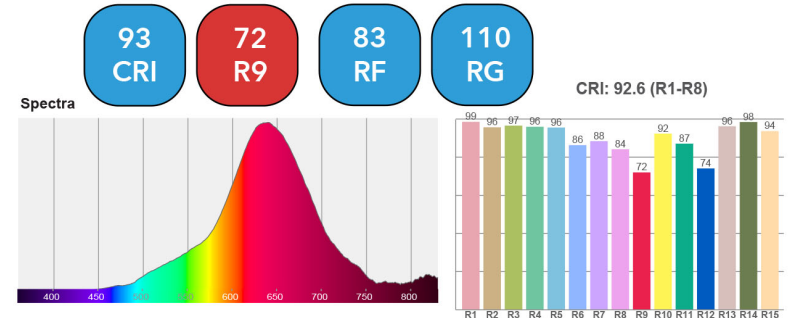 93
CRI
72
R9
83
RF
110
RG
CRI: 92.6 (R1-R8)
Spectra
99 96 97 96 96 86 88 84 72 92 87 74 96 98 94
400 450 500 550 600 650 700 750 800
R1 R2 R3 R4 R5 R6 R7 R8 R9 R10 R11 R12 R13 R14 R15